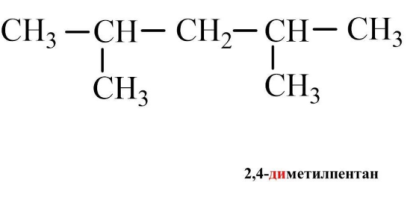 CH₃ — CH — CH₂ — CH — CH₃
CH₃ CH₃
2,4-диметилпентан